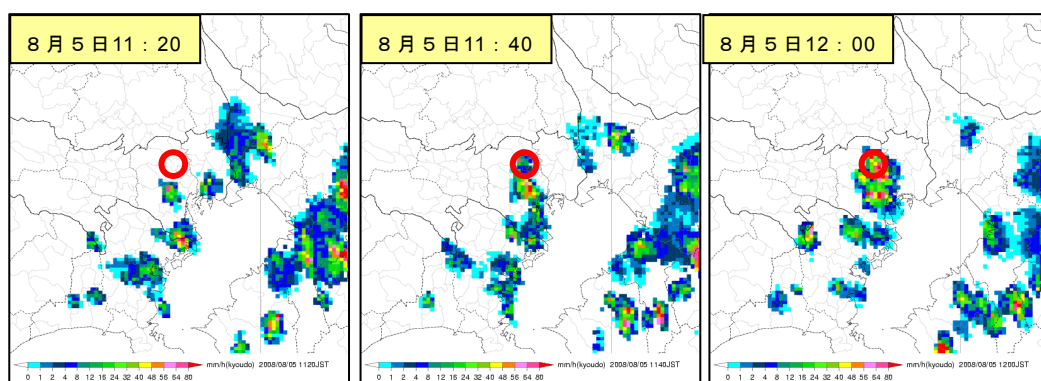 ８月５日11：20
0 1 2 4 8 12 16 24 32 40 48 56 54 80
mm/h(kyoudo) 2008/08/05 1120JST
８月５日11：40
0 1 2 4 8 12 16 24 32 40 48 56 54 80
mm/h(kyoudo) 2008/08/05 1140JST
８月５日12：00
0 1 2 4 8 12 16 24 32 40 48 56 54 80
mm/h(kyoudo) 2008/08/05 1200JST